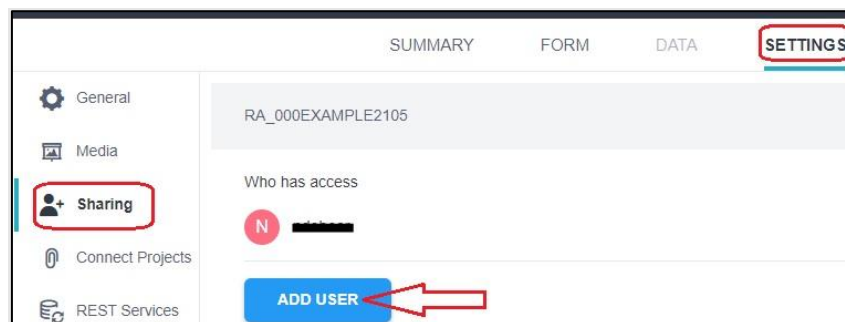 SUMMARY FORM DATA SETTINGS
General
RA_000EXAMPLE2105
Media
Who has access
Sharing
N
Connect Projects
ADD USER
REST Services